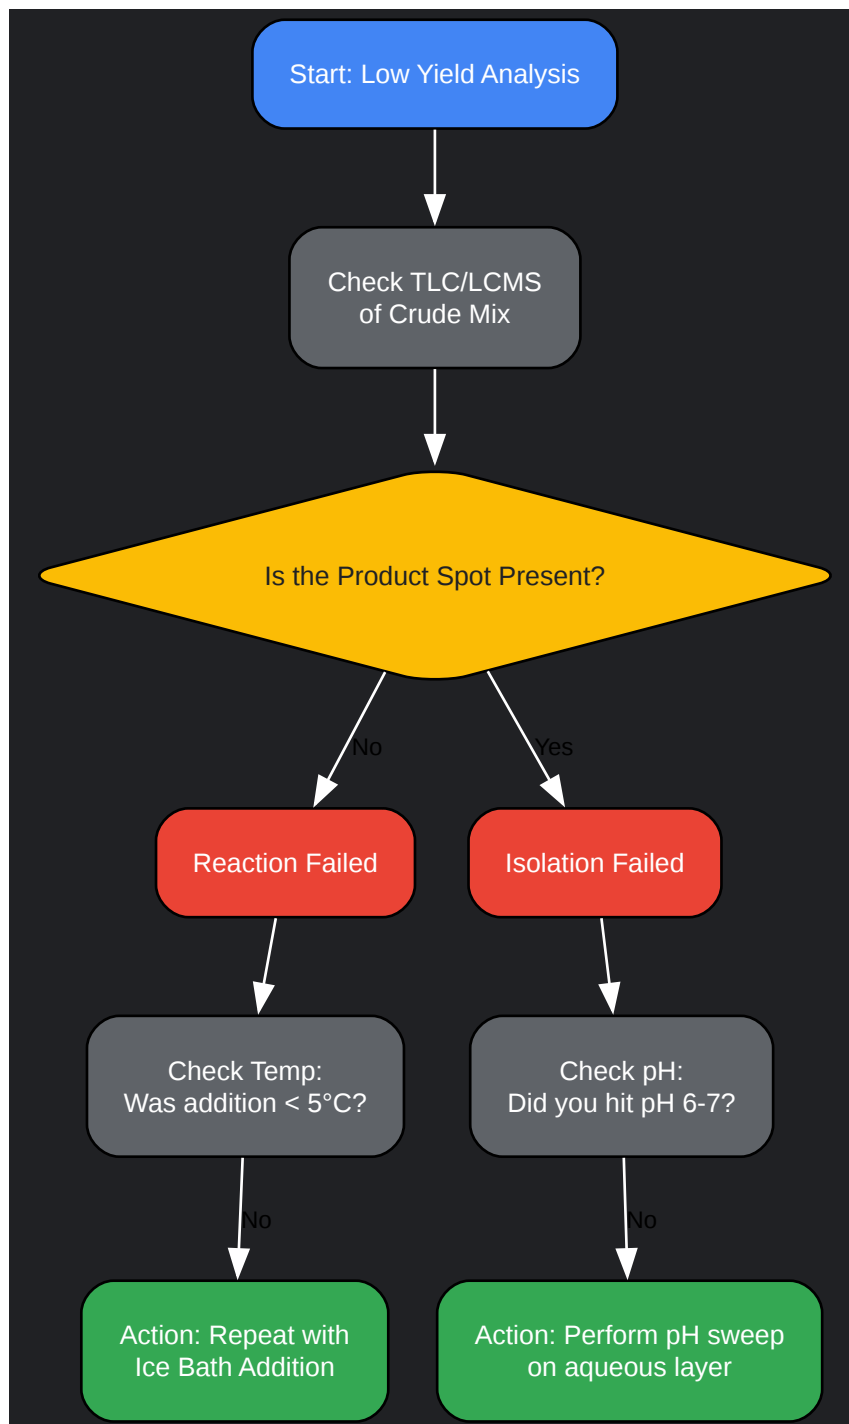 Start: Low Yield Analysis
Check TLC/LCMS
of Crude Mix
Is the Product Spot Present?
No
Yes
Reaction Failed
Isolation Failed
Check Temp:
Was addition < 5°C?
Check pH:
Did you hit pH 6-7?
No
No
Action: Repeat with
Ice Bath Addition
Action: Perform pH sweep
on aqueous layer